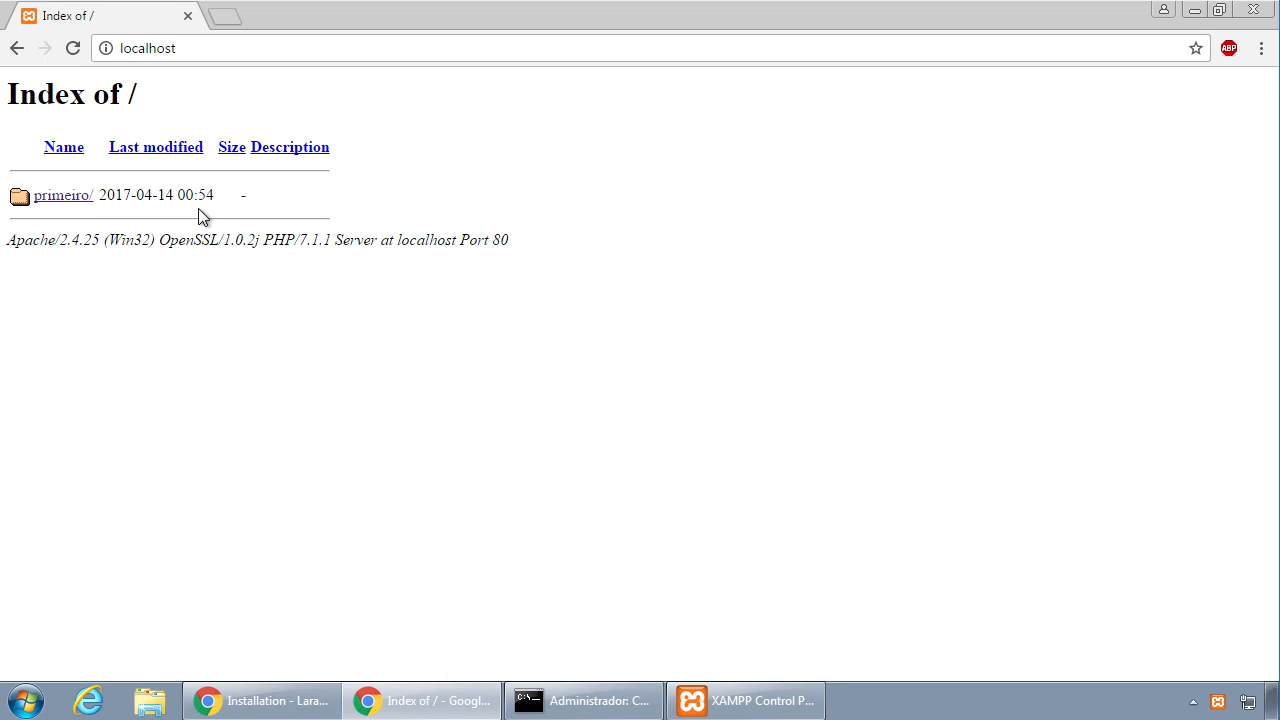 Index of /
localhost
ABP
Index of /
Name Last modified Size Description
primeiro/ 2017-04-14 00:54 -
Apache/2.4.25 (Win32) OpenSSL/1.0.2j PHP/7.1.1 Server at localhost Port 80
Installation - Lara... Index of / - Googl... Administrador: C... XAMPP Control P...